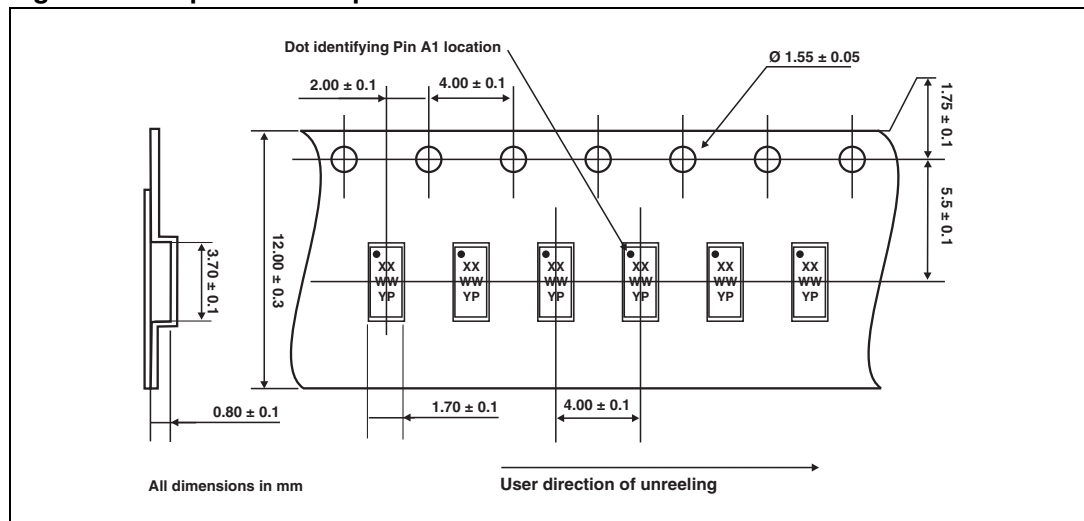 Dot identifying Pin A1 location
Ø 1.55 ± 0.05
2.00 ± 0.1
4.00 ± 0.1
1.75 ± 0.1
5.5 ± 0.1
12.00 ± 0.3
3.70 ± 0.1
XX
WW
YP
XX
WW
YP
XX
WW
YP
XX
WW
YP
XX
WW
YP
XX
WW
YP
0.80 ± 0.1
1.70 ± 0.1
4.00 ± 0.1
All dimensions in mm
User direction of unreeling